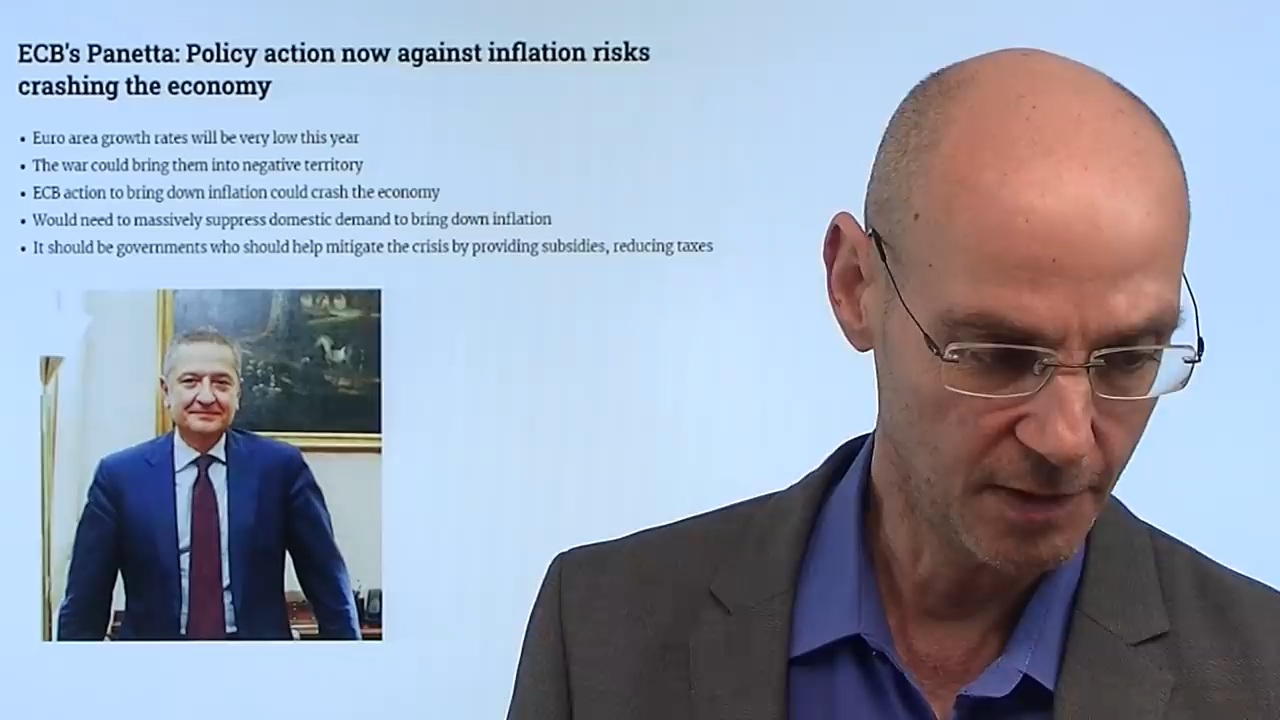 ECB's Panetta: Policy action now against inflation risks
crashing the economy
• Euro area growth rates will be very low this year
• The war could bring them into negative territory
• ECB action to bring down inflation could crash the economy
• Would need to massively suppress domestic demand to bring down inflation
• It should be governments who should help mitigate the crisis by providing subsidies, reducing taxes